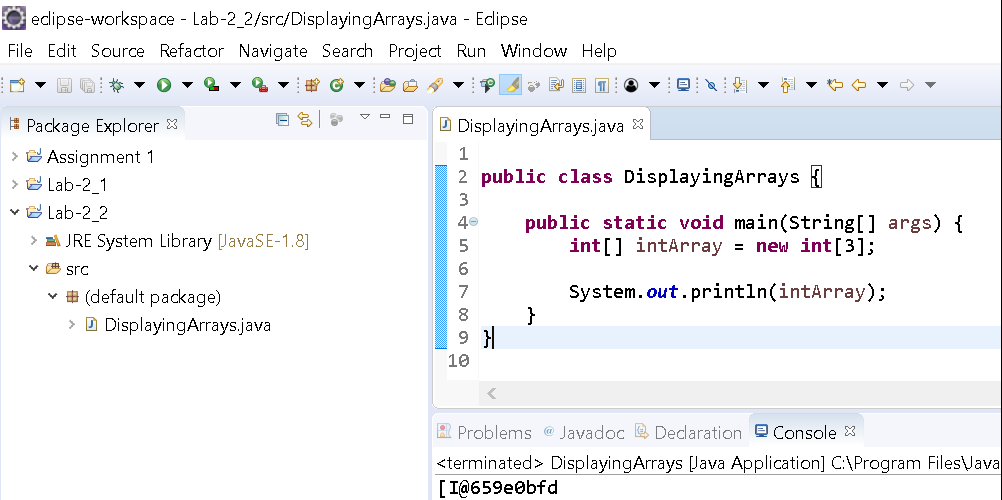 eclipse-workspace - Lab-2_2/src/DisplayingArrays.java - Eclipse
File Edit Source Refactor Navigate Search Project Run Window Help
Package Explorer
Assignment 1
Lab-2_1
Lab-2_2
JRE System Library [JavaSE-1.8]
src
(default package)
DisplayingArrays.java
DisplayingArrays.java
1
2 public class DisplayingArrays {
3
4 public static void main(String[] args) {
5 int[] intArray = new int[3];
6
7 System.out.println(intArray);
8 }
9 }
10
Problems @ Javadoc Declaration Console
<terminated> DisplayingArrays [Java Application] C:\Program Files\Java
[I@659e0bfd